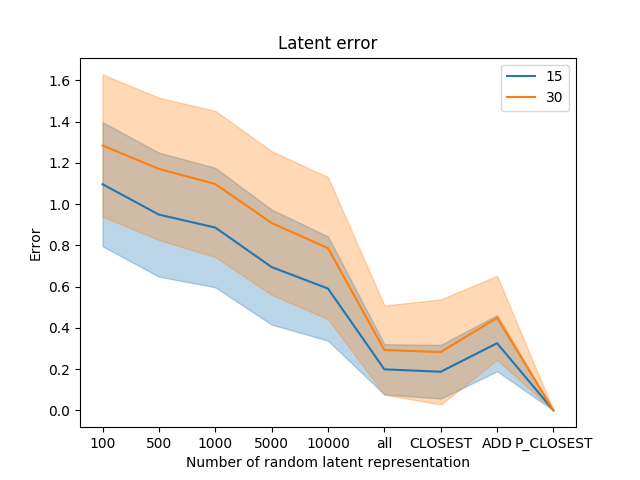 Latent error
15
30
1.6
1.4
1.2
1.0
0.8
0.6
0.4
0.2
0.0
Error
100 500 1000 5000 10000 all CLOSEST ADD P_CLOSEST
Number of random latent representation